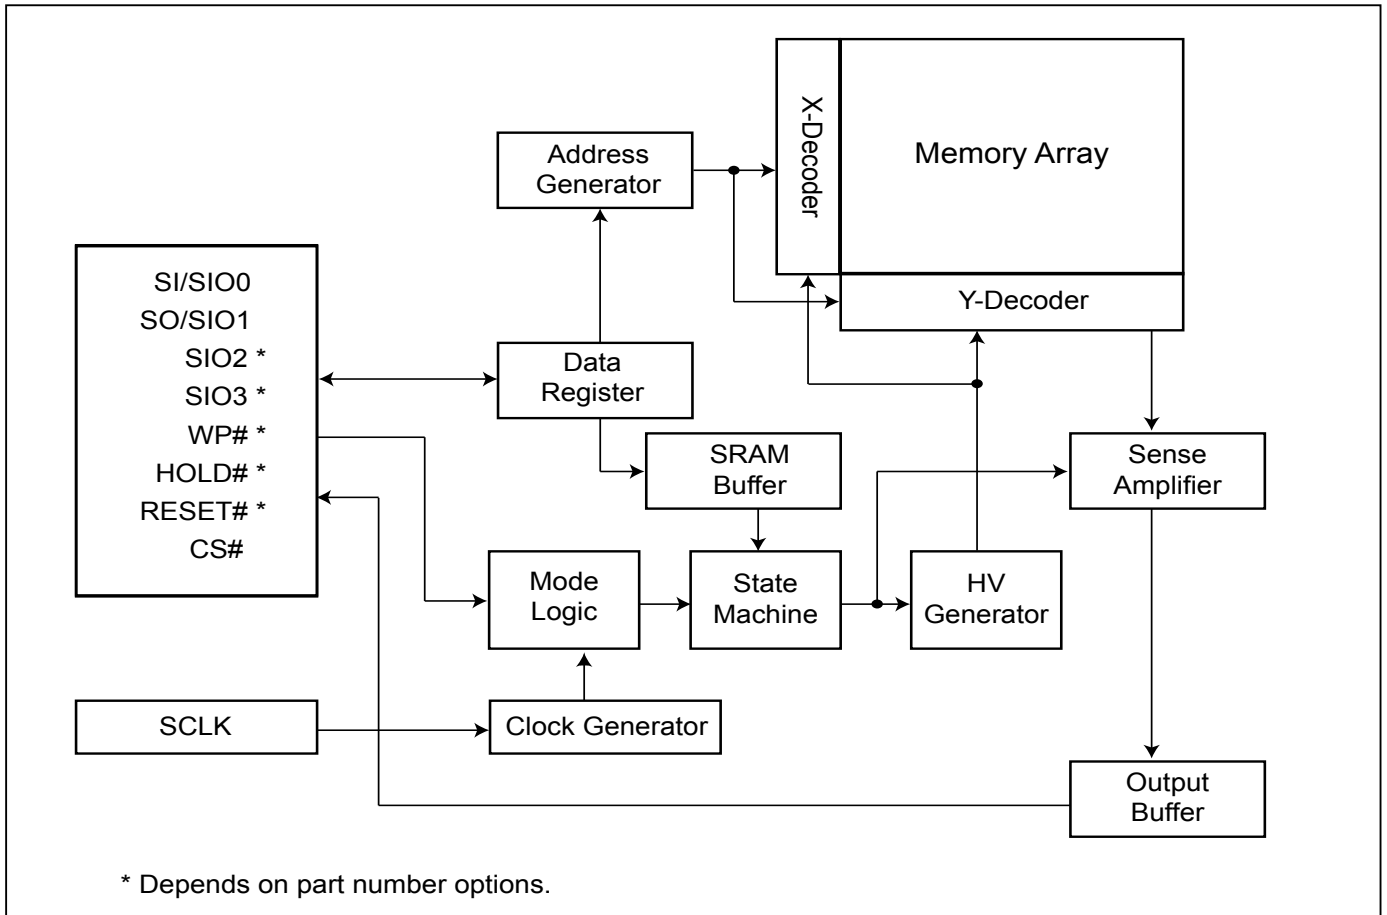 X-Decoder
Memory Array
Address
Generator
SI/SIO0
SO/SIO1
SIO2 *
SIO3 *
WP# *
HOLD# *
RESET# *
CS#
Y-Decoder
Data
Register
SRAM
Buffer
Sense
Amplifier
Mode
Logic
State
Machine
HV
Generator
SCLK
Clock Generator
Output
Buffer
* Depends on part number options.